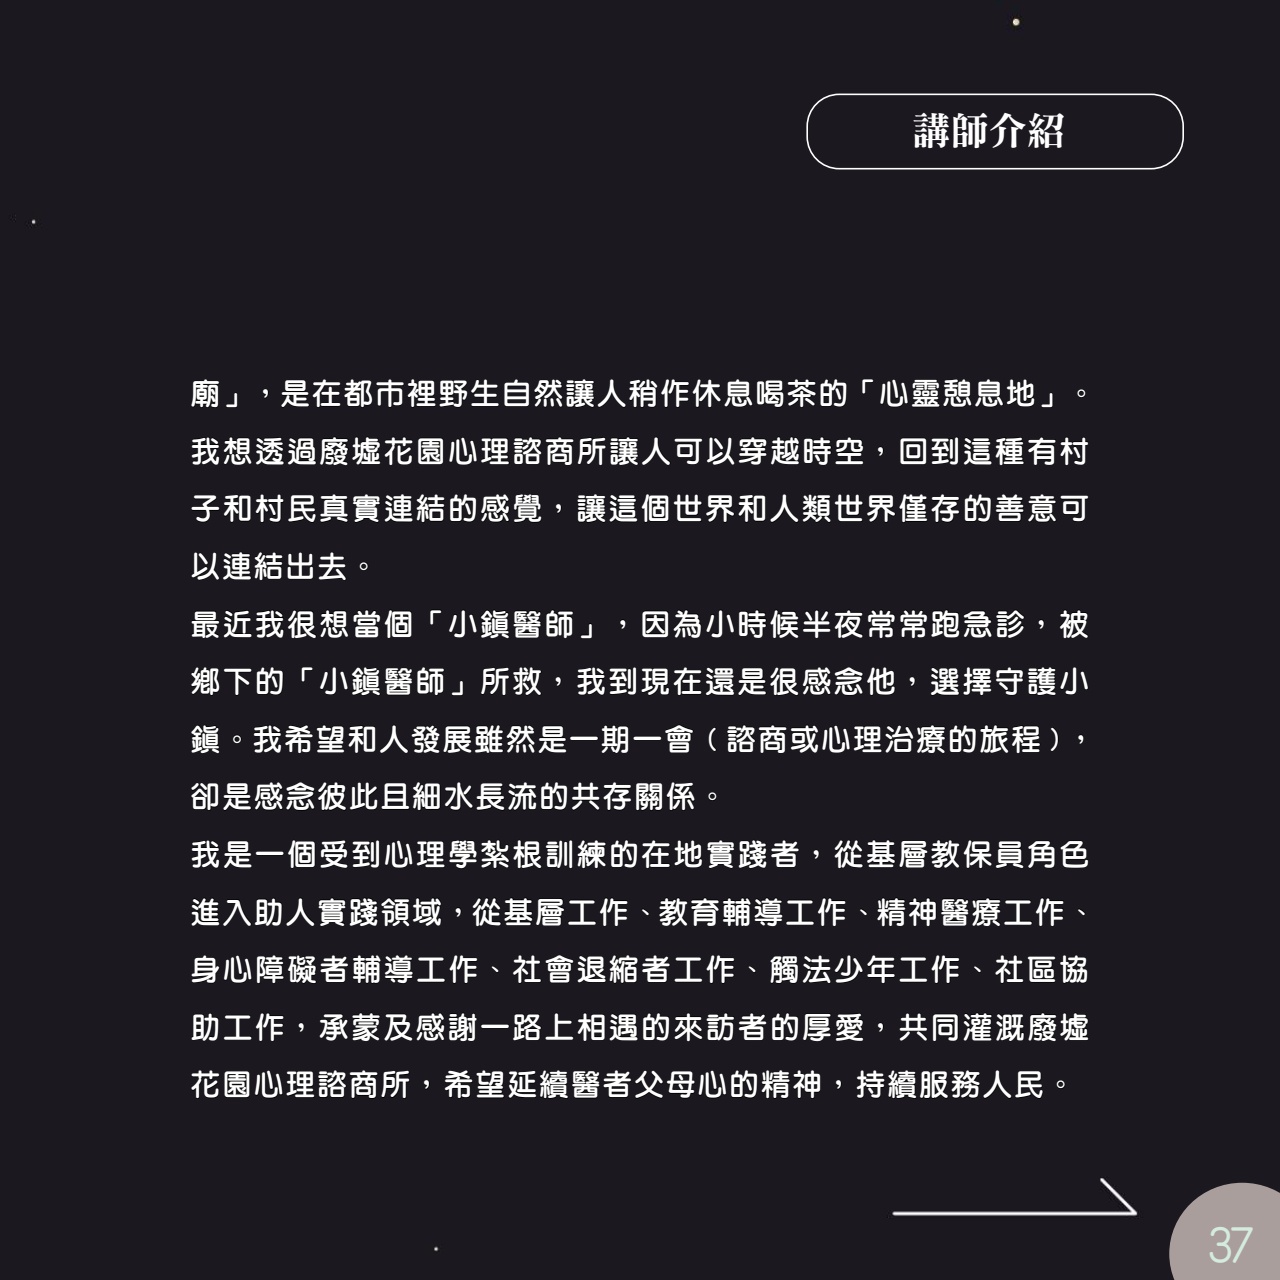 講師介紹
廟」，是在都市裡野生自然讓人稍作休息喝茶的「心靈憩息地」。
我想透過廢墟花園心理諮商所讓人可以穿越時空，回到這種有村
子和村民真實連結的感覺，讓這個世界和人類世界僅存的善意可
以連結出去。
最近我很想當個「小鎮醫師」，因為小時候半夜常常跑急診，被
鄉下的「小鎮醫師」所救，我到現在還是很感念他，選擇守護小
鎮。我希望和人發展雖然是一期一會（諮商或心理治療的旅程），
卻是感念彼此且細水長流的共存關係。
我是一個受到心理學紮根訓練的在地實踐者，從基層教保員角色
進入助人實踐領域，從基層工作、教育輔導工作、精神醫療工作、
身心障礙者輔導工作、社會退縮者工作、觸法少年工作、社區協
助工作，承蒙及感謝一路上相遇的來訪者的厚愛，共同灌溉廢墟
花園心理諮商所，希望延續醫者父母心的精神，持續服務人民。
37